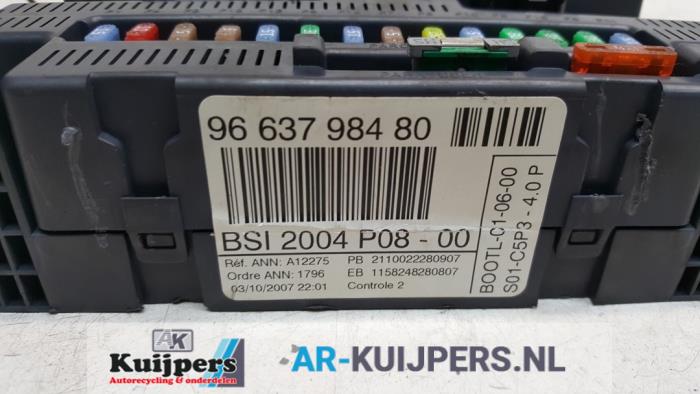 96 637 984 80
BSI 2004 P08 - 00
Réf. ANN: A12275 PB 2110022280907
Ordre ANN: 1796 EB 1158248280807
03/10/2007 22:01 Controle 2
BOOTL-C1-06-00
S01-C5P3 - 4.0 P
AK
Kuijpers
Autorecycling & onderdelen
AR-KUIJPERS.NL